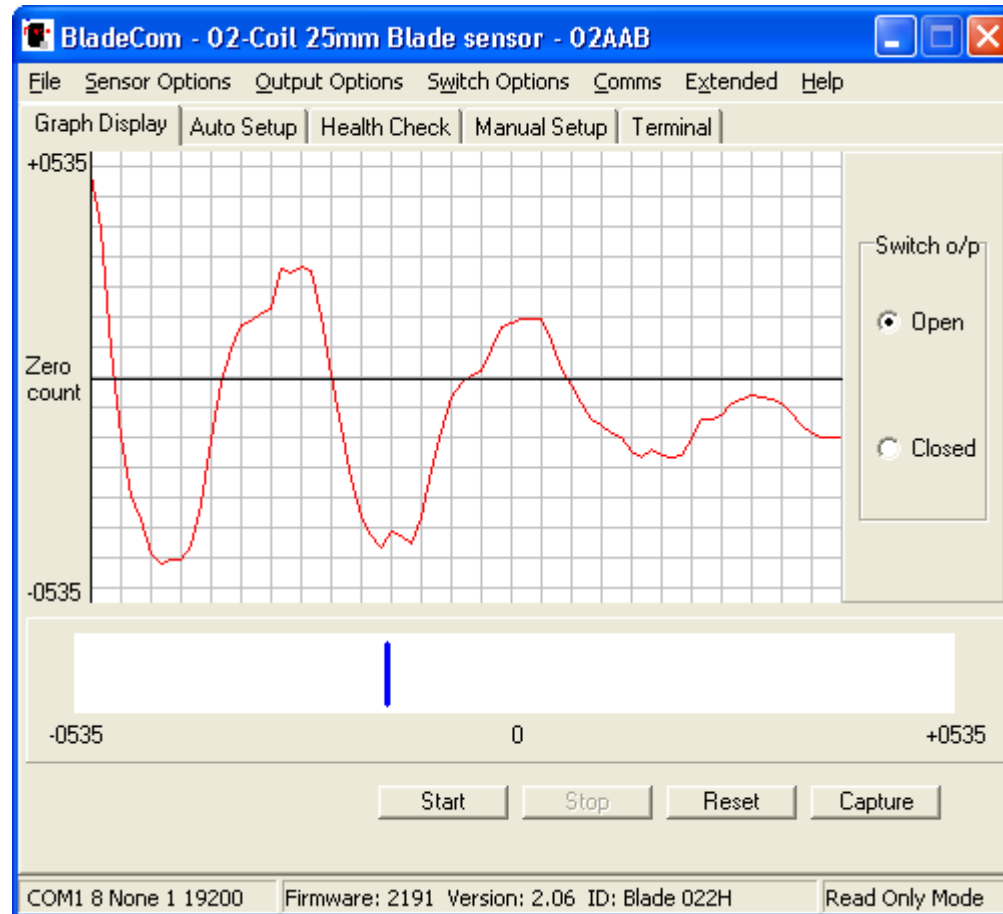 BladeCom - 02-Coil 25mm Blade sensor - 02AAB
File Sensor Options Output Options Switch Options Comms Extended Help
Graph Display Auto Setup Health Check Manual Setup Terminal
+0535
Zero
count
-0535
Switch o/p
Open
Closed
-0535 0 +0535
Start Stop Reset Capture
COM1 8 None 1 19200 Firmware: 2191 Version: 2.06 ID: Blade 022H Read Only Mode